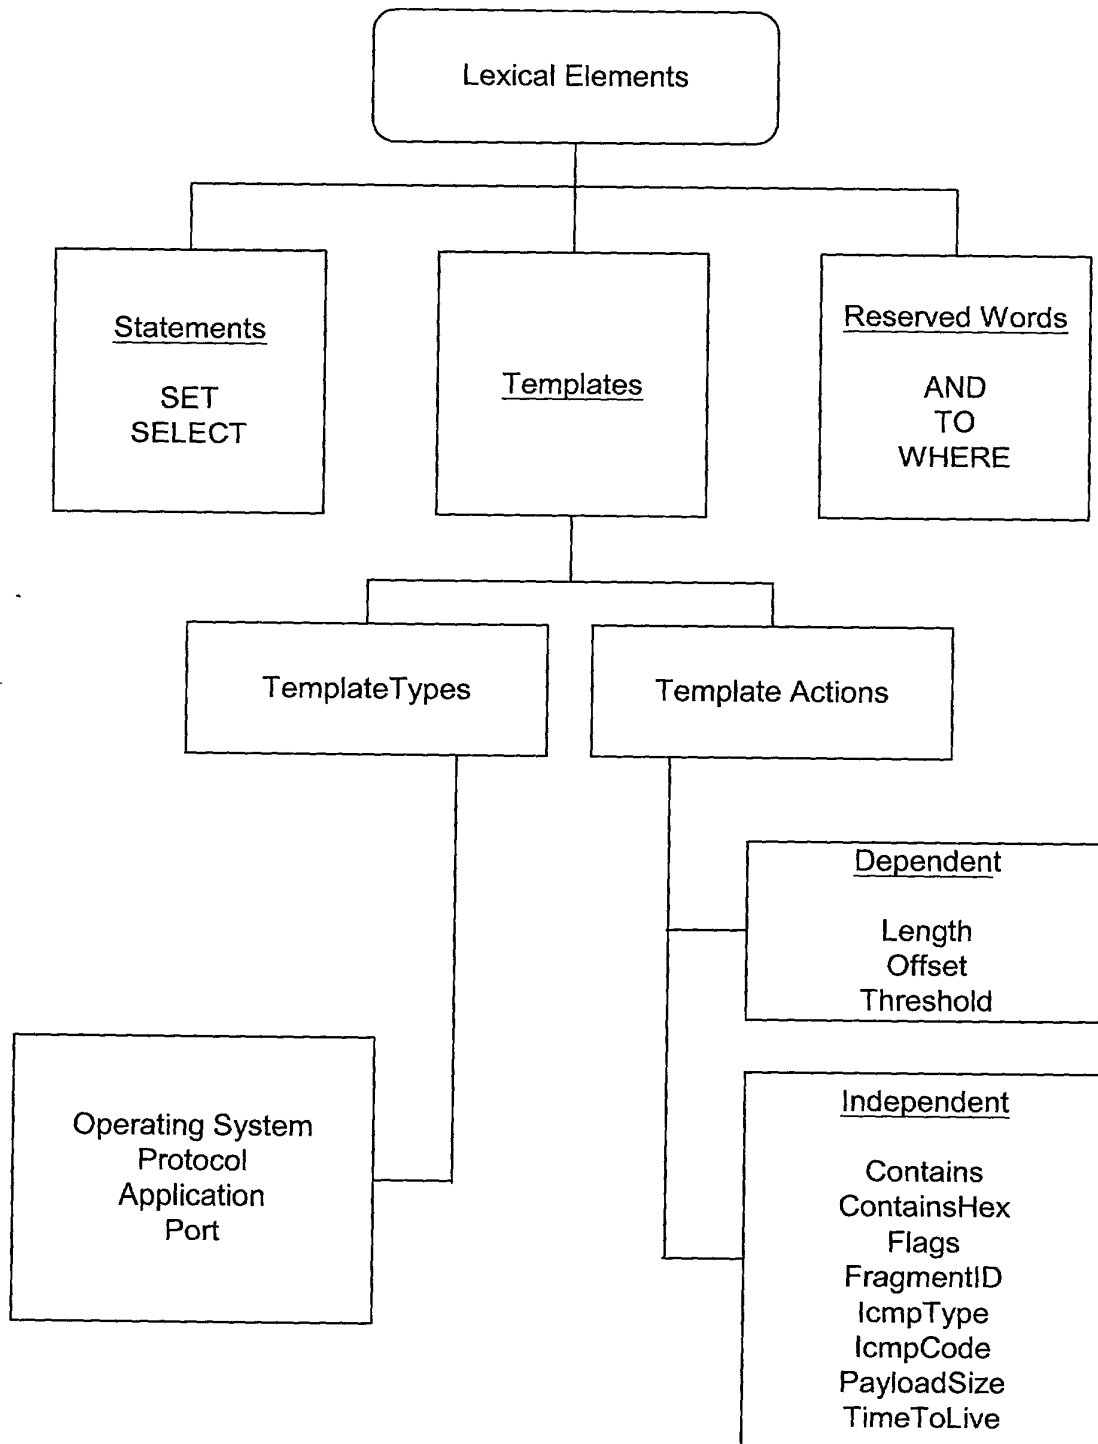 Lexical Elements
Statements
SET
SELECT
Templates
Reserved Words
AND
TO
WHERE
TemplateTypes
Template Actions
Dependent
Length
Offset
Threshold
Operating System
Protocol
Application
Port
Independent
Contains
ContainsHex
Flags
FragmentID
IcmpType
IcmpCode
PayloadSize
TimeToLive